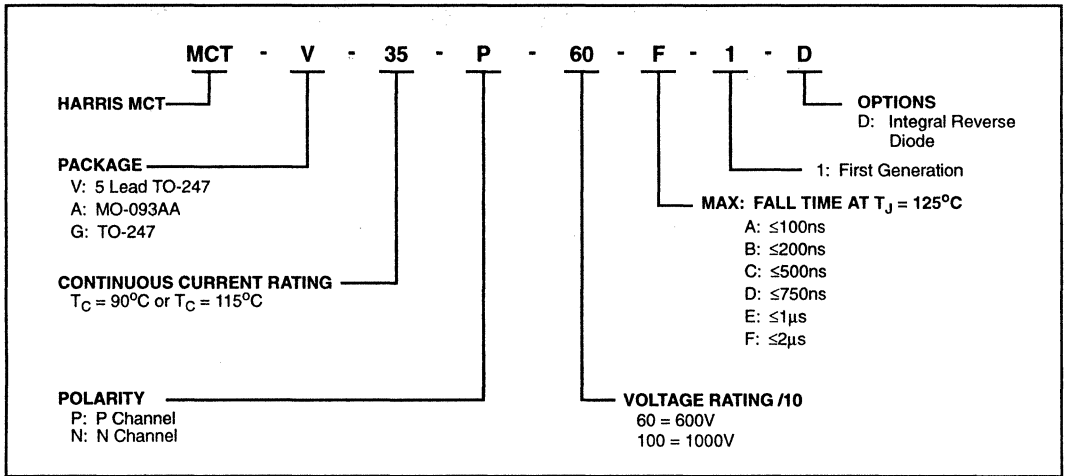 MCT - V - 35 - P - 60 - F - 1 - D
HARRIS MCT
PACKAGE
V: 5 Lead TO-247
A: MO-093AA
G: TO-247
CONTINUOUS CURRENT RATING
TC = 90°C or TC = 115°C
POLARITY
P: P Channel
N: N Channel
OPTIONS
D: Integral Reverse
Diode
1: First Generation
MAX: FALL TIME AT TJ = 125°C
A: ≤100ns
B: ≤200ns
C: ≤500ns
D: ≤750ns
E: ≤1µs
F: ≤2µs
VOLTAGE RATING /10
60 = 600V
100 = 1000V